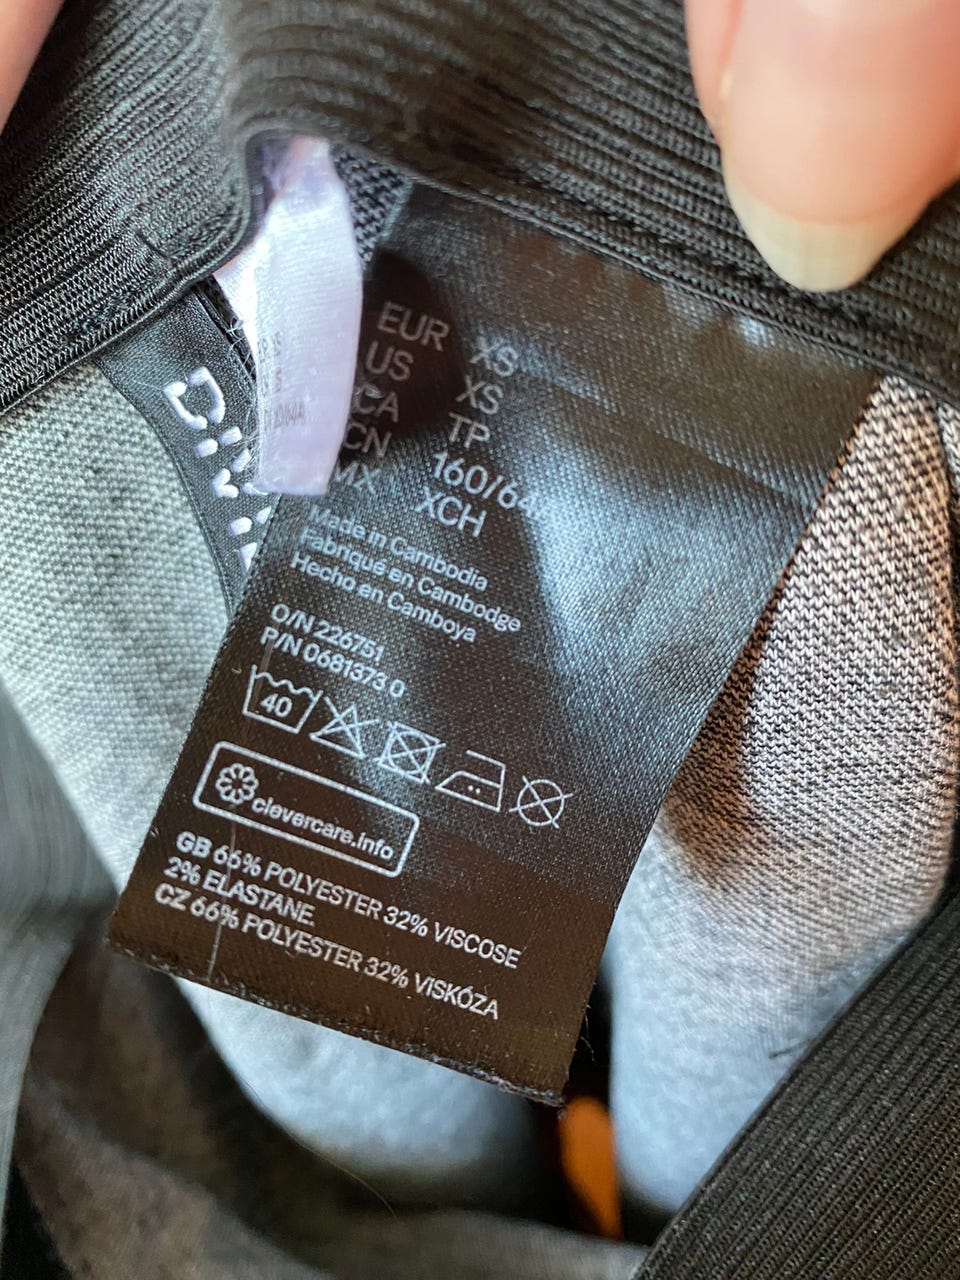 EUR XS
US XS
CA TP
CN 160/64
MX XCH
Made in Cambodia
Fabriqué en Cambodge
Hecho en Camboya
O/N 226751
P/N 0681373 0
40
clevercare.info
GB 66% POLYESTER 32% VISCOSE
2% ELASTANE
CZ 66% POLYESTER 32% VISKÓZA